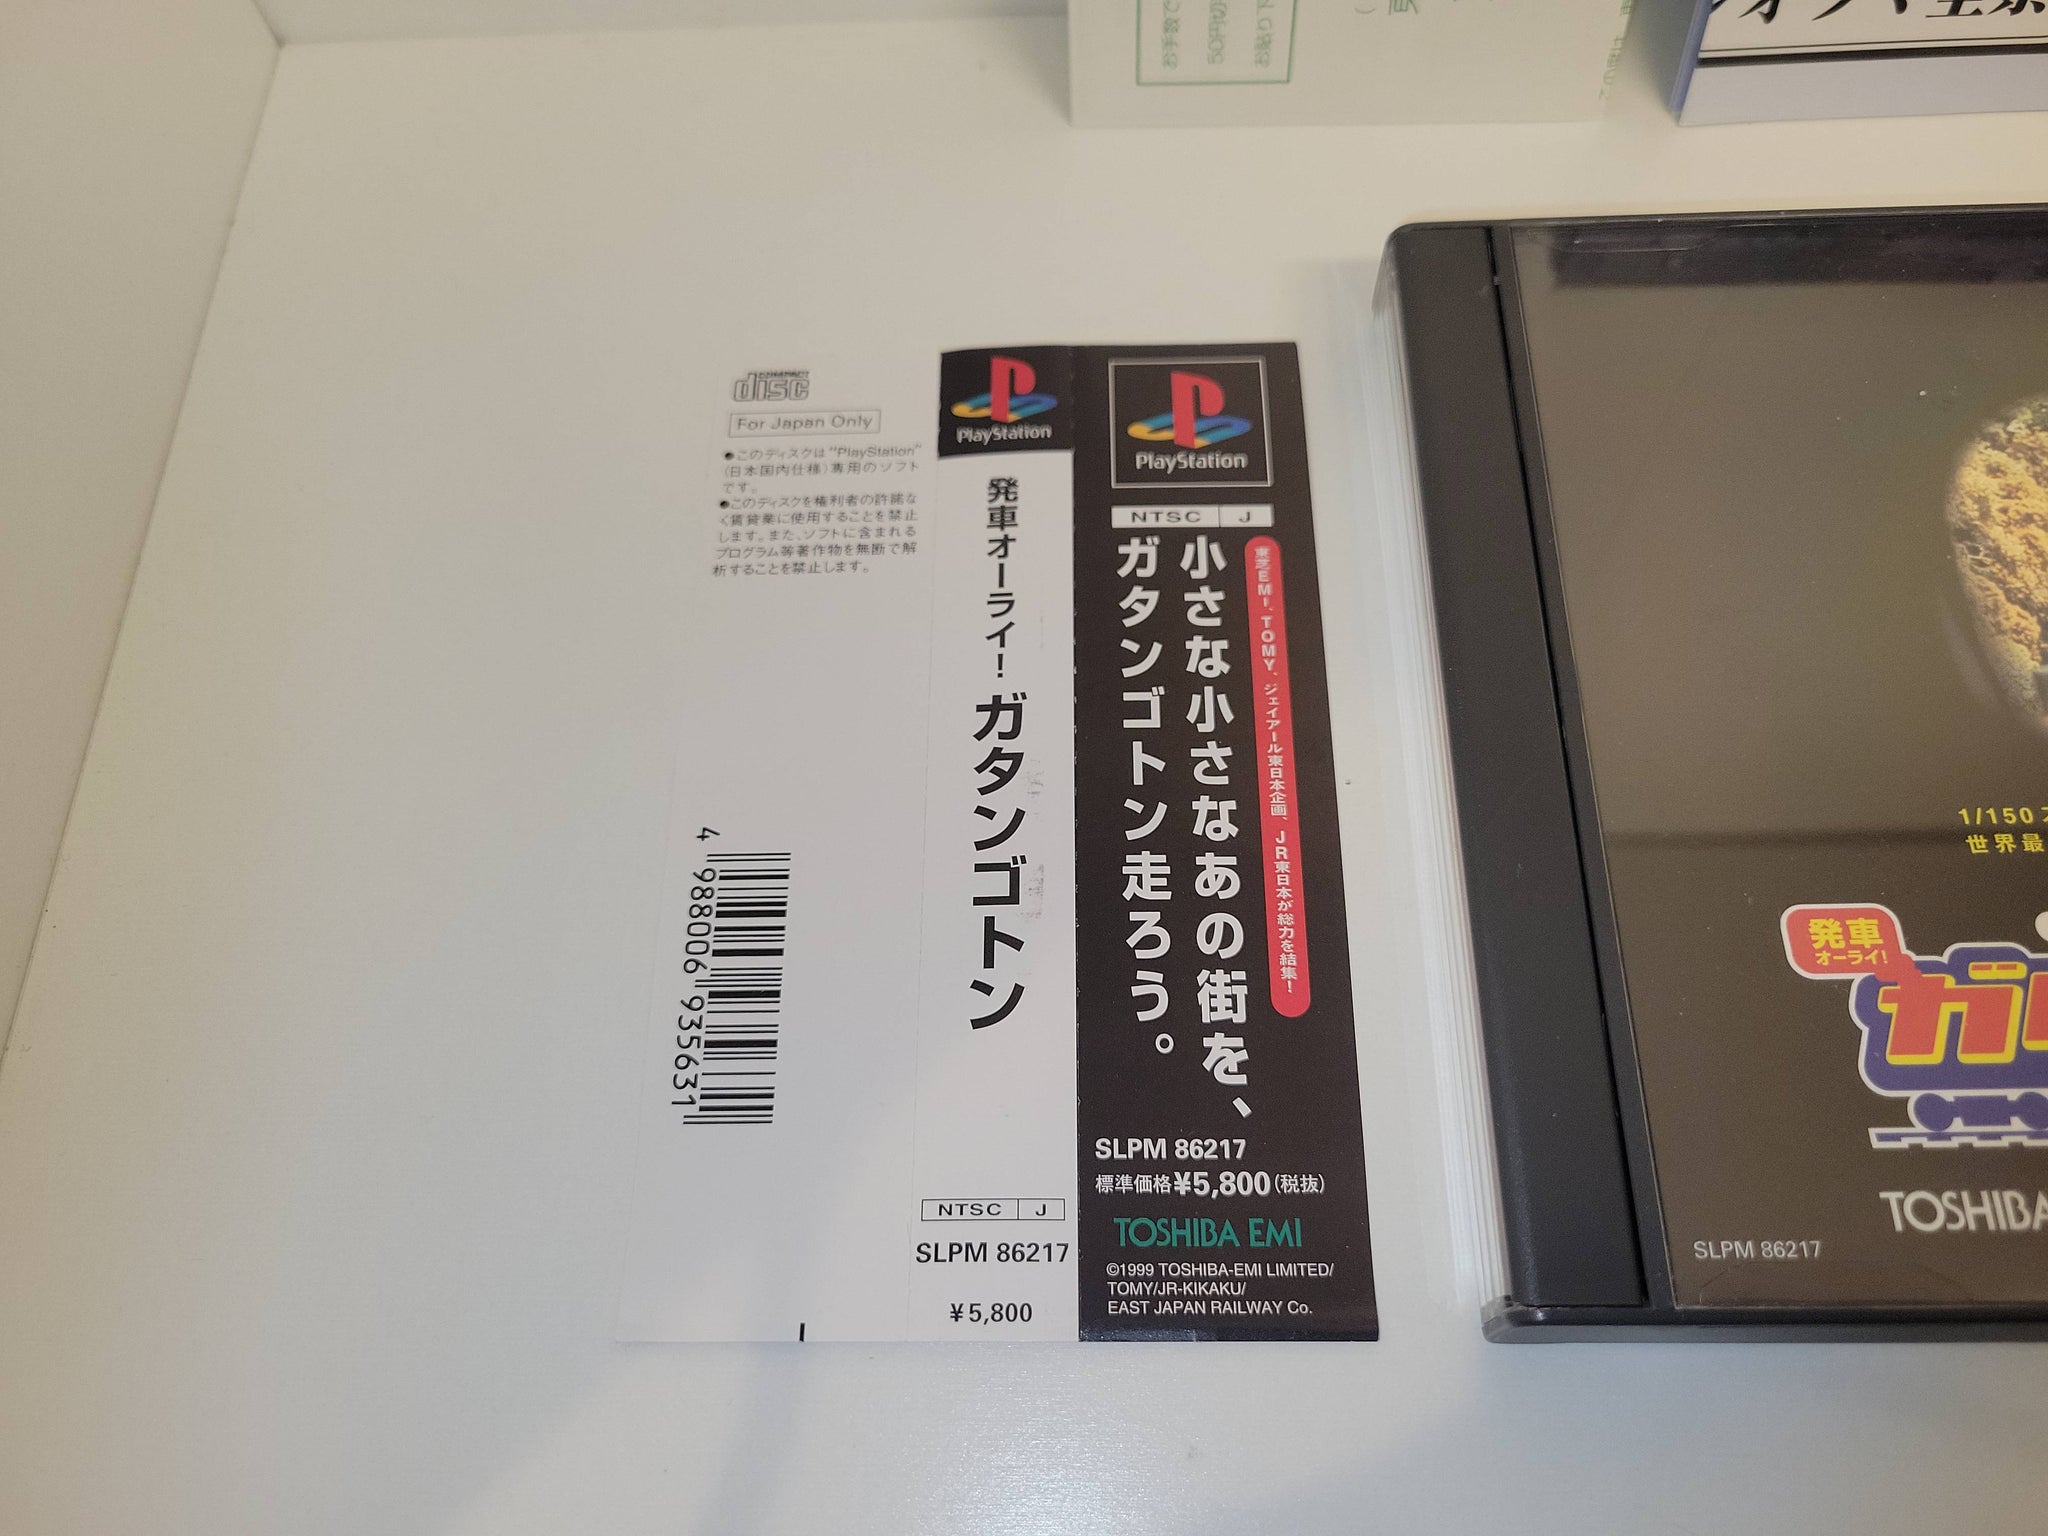 COMPACT
disc
For Japan Only
●このディスクは"PlayStation"
(日本国内仕様)専用のソフト
です。
●このディスクを権利者の許諾な
く賃貸業に使用することを禁止
します。また、ソフトに含まれる
プログラム等著作物を無断で解
析することを禁止します。
4 988006 935631
PlayStation
発車オーライ!ガタンゴトン
NTSC J
SLPM 86217
¥5,800
PlayStation
NTSC J
東芝EMI、TOMY、ジェイアール東日本企画、JR東日本が総力を結集!
小さな小さなあの街を、
ガタンゴトン走ろう。
SLPM 86217
標準価格¥5,800(税抜)
TOSHIBA EMI
©1999 TOSHIBA-EMI LIMITED/
TOMY/JR-KIKAKU/
EAST JAPAN RAILWAY Co.
1/150
世界最
発車
オーライ!
ガ
TOSHIBA
SLPM 86217
お手数で
50円